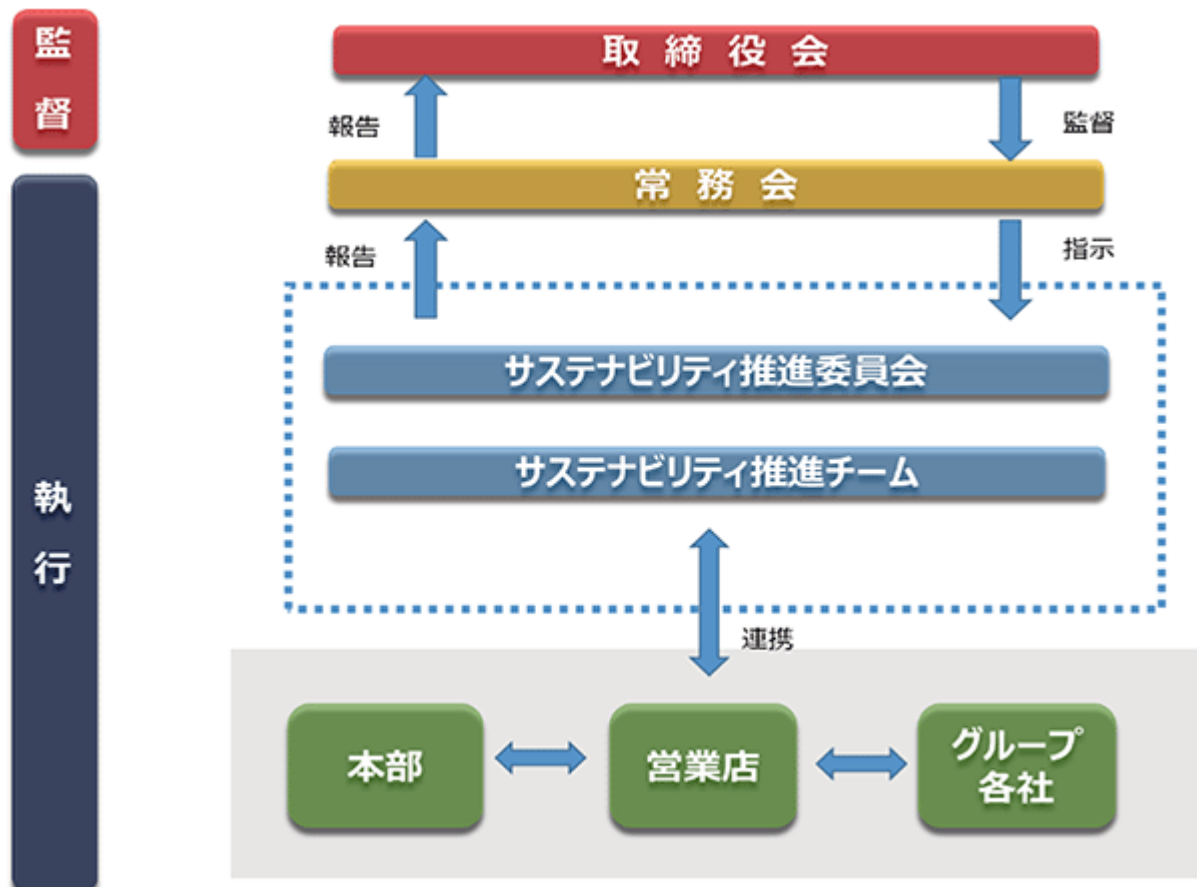 監督
取締役会
報告
監督
常務会
報告
指示
執行
サステナビリティ推進委員会
サステナビリティ推進チーム
連携
本部
営業店
グループ
各社